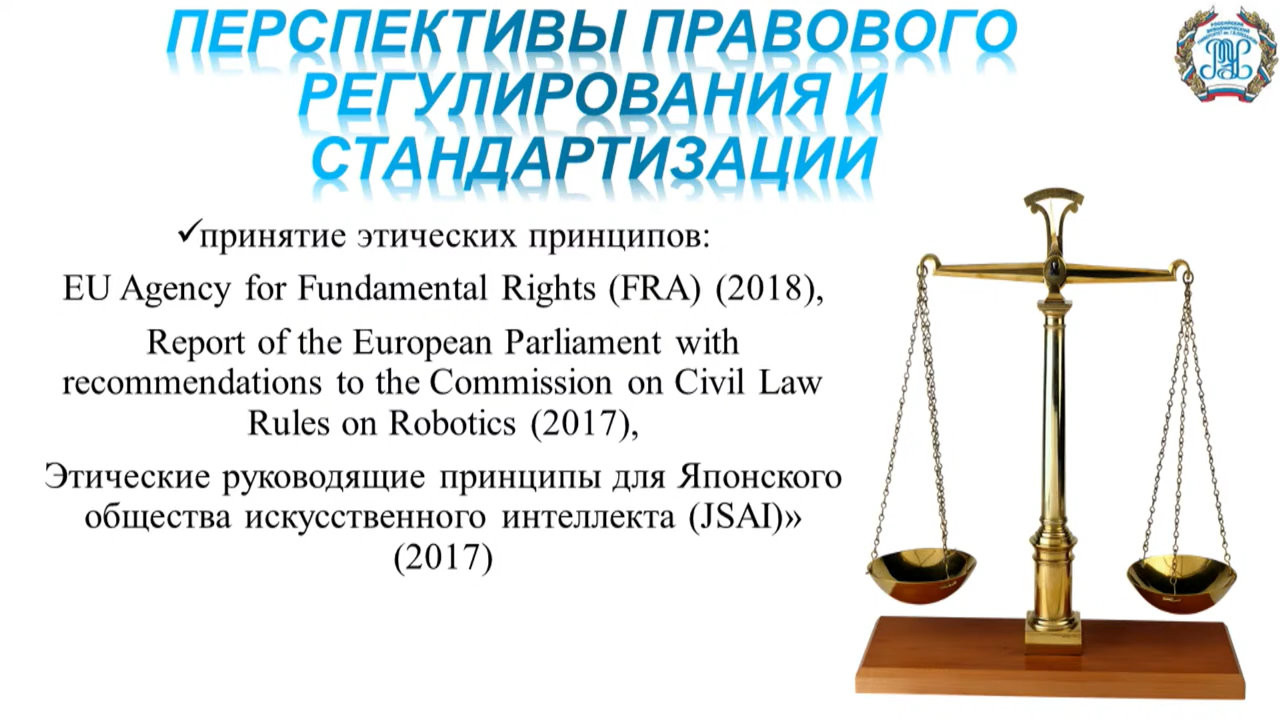 ПЕРСПЕКТИВЫ ПРАВОВОГО
РЕГУЛИРОВАНИЯ И
СТАНДАРТИЗАЦИИ
✓принятие этических принципов:
EU Agency for Fundamental Rights (FRA) (2018),
Report of the European Parliament with
recommendations to the Commission on Civil Law
Rules on Robotics (2017),
Этические руководящие принципы для Японского
общества искусственного интеллекта (JSAI)»
(2017)